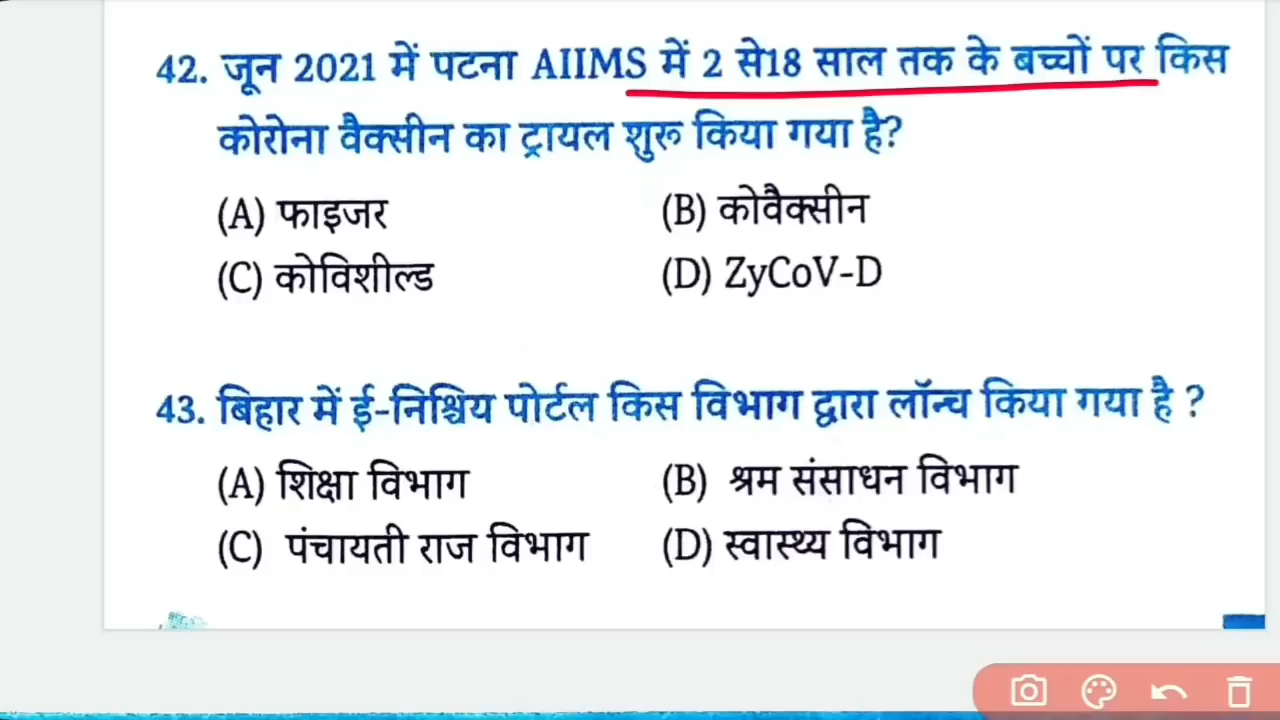 42. जून 2021 में पटना AIIMS में 2 से18 साल तक के बच्चों पर किस
कोरोना वैक्सीन का ट्रायल शुरू किया गया है?
(A) फाइजर (B) कोवैक्सीन
(C) कोविशील्ड (D) ZyCoV-D
43. बिहार में ई-निश्चिय पोर्टल किस विभाग द्वारा लॉन्च किया गया है ?
(A) शिक्षा विभाग (B) श्रम संसाधन विभाग
(C) पंचायती राज विभाग (D) स्वास्थ्य विभाग